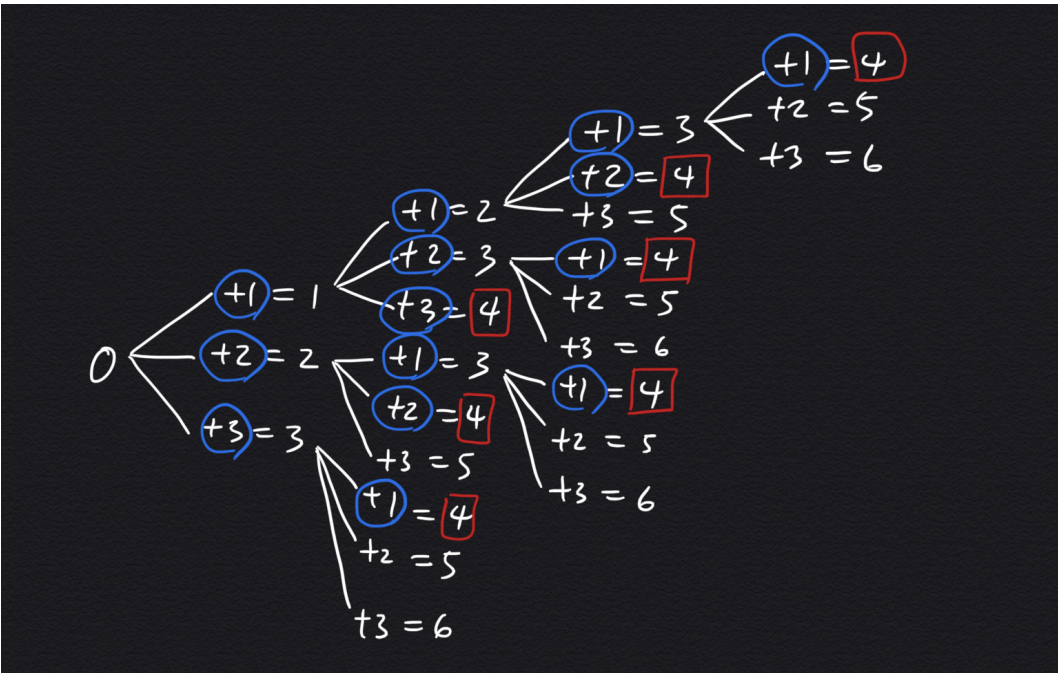 +1 = 4
+2 = 5
+3 = 6
+1 = 3
+2 = 4
+3 = 5
+1 = 2
+2 = 3
+3 = 4
+1 = 4
+2 = 5
+3 = 6
0
+1 = 1
+2 = 2
+3 = 3
+1 = 3
+2 = 4
+3 = 5
+1 = 4
+2 = 5
+3 = 6
+1 = 4
+2 = 5
+3 = 6